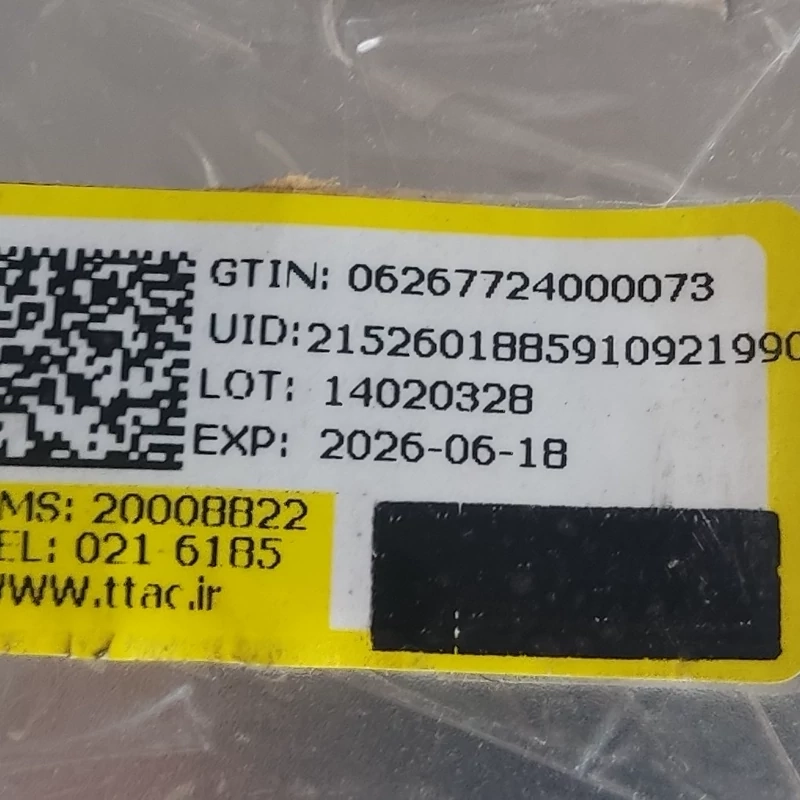 GTIN: 06267724000073
UID:2152601885910921990
LOT: 14020328
EXP: 2026-06-18
MS: 20008822
EL: 021 6185
WWW.ttac.ir